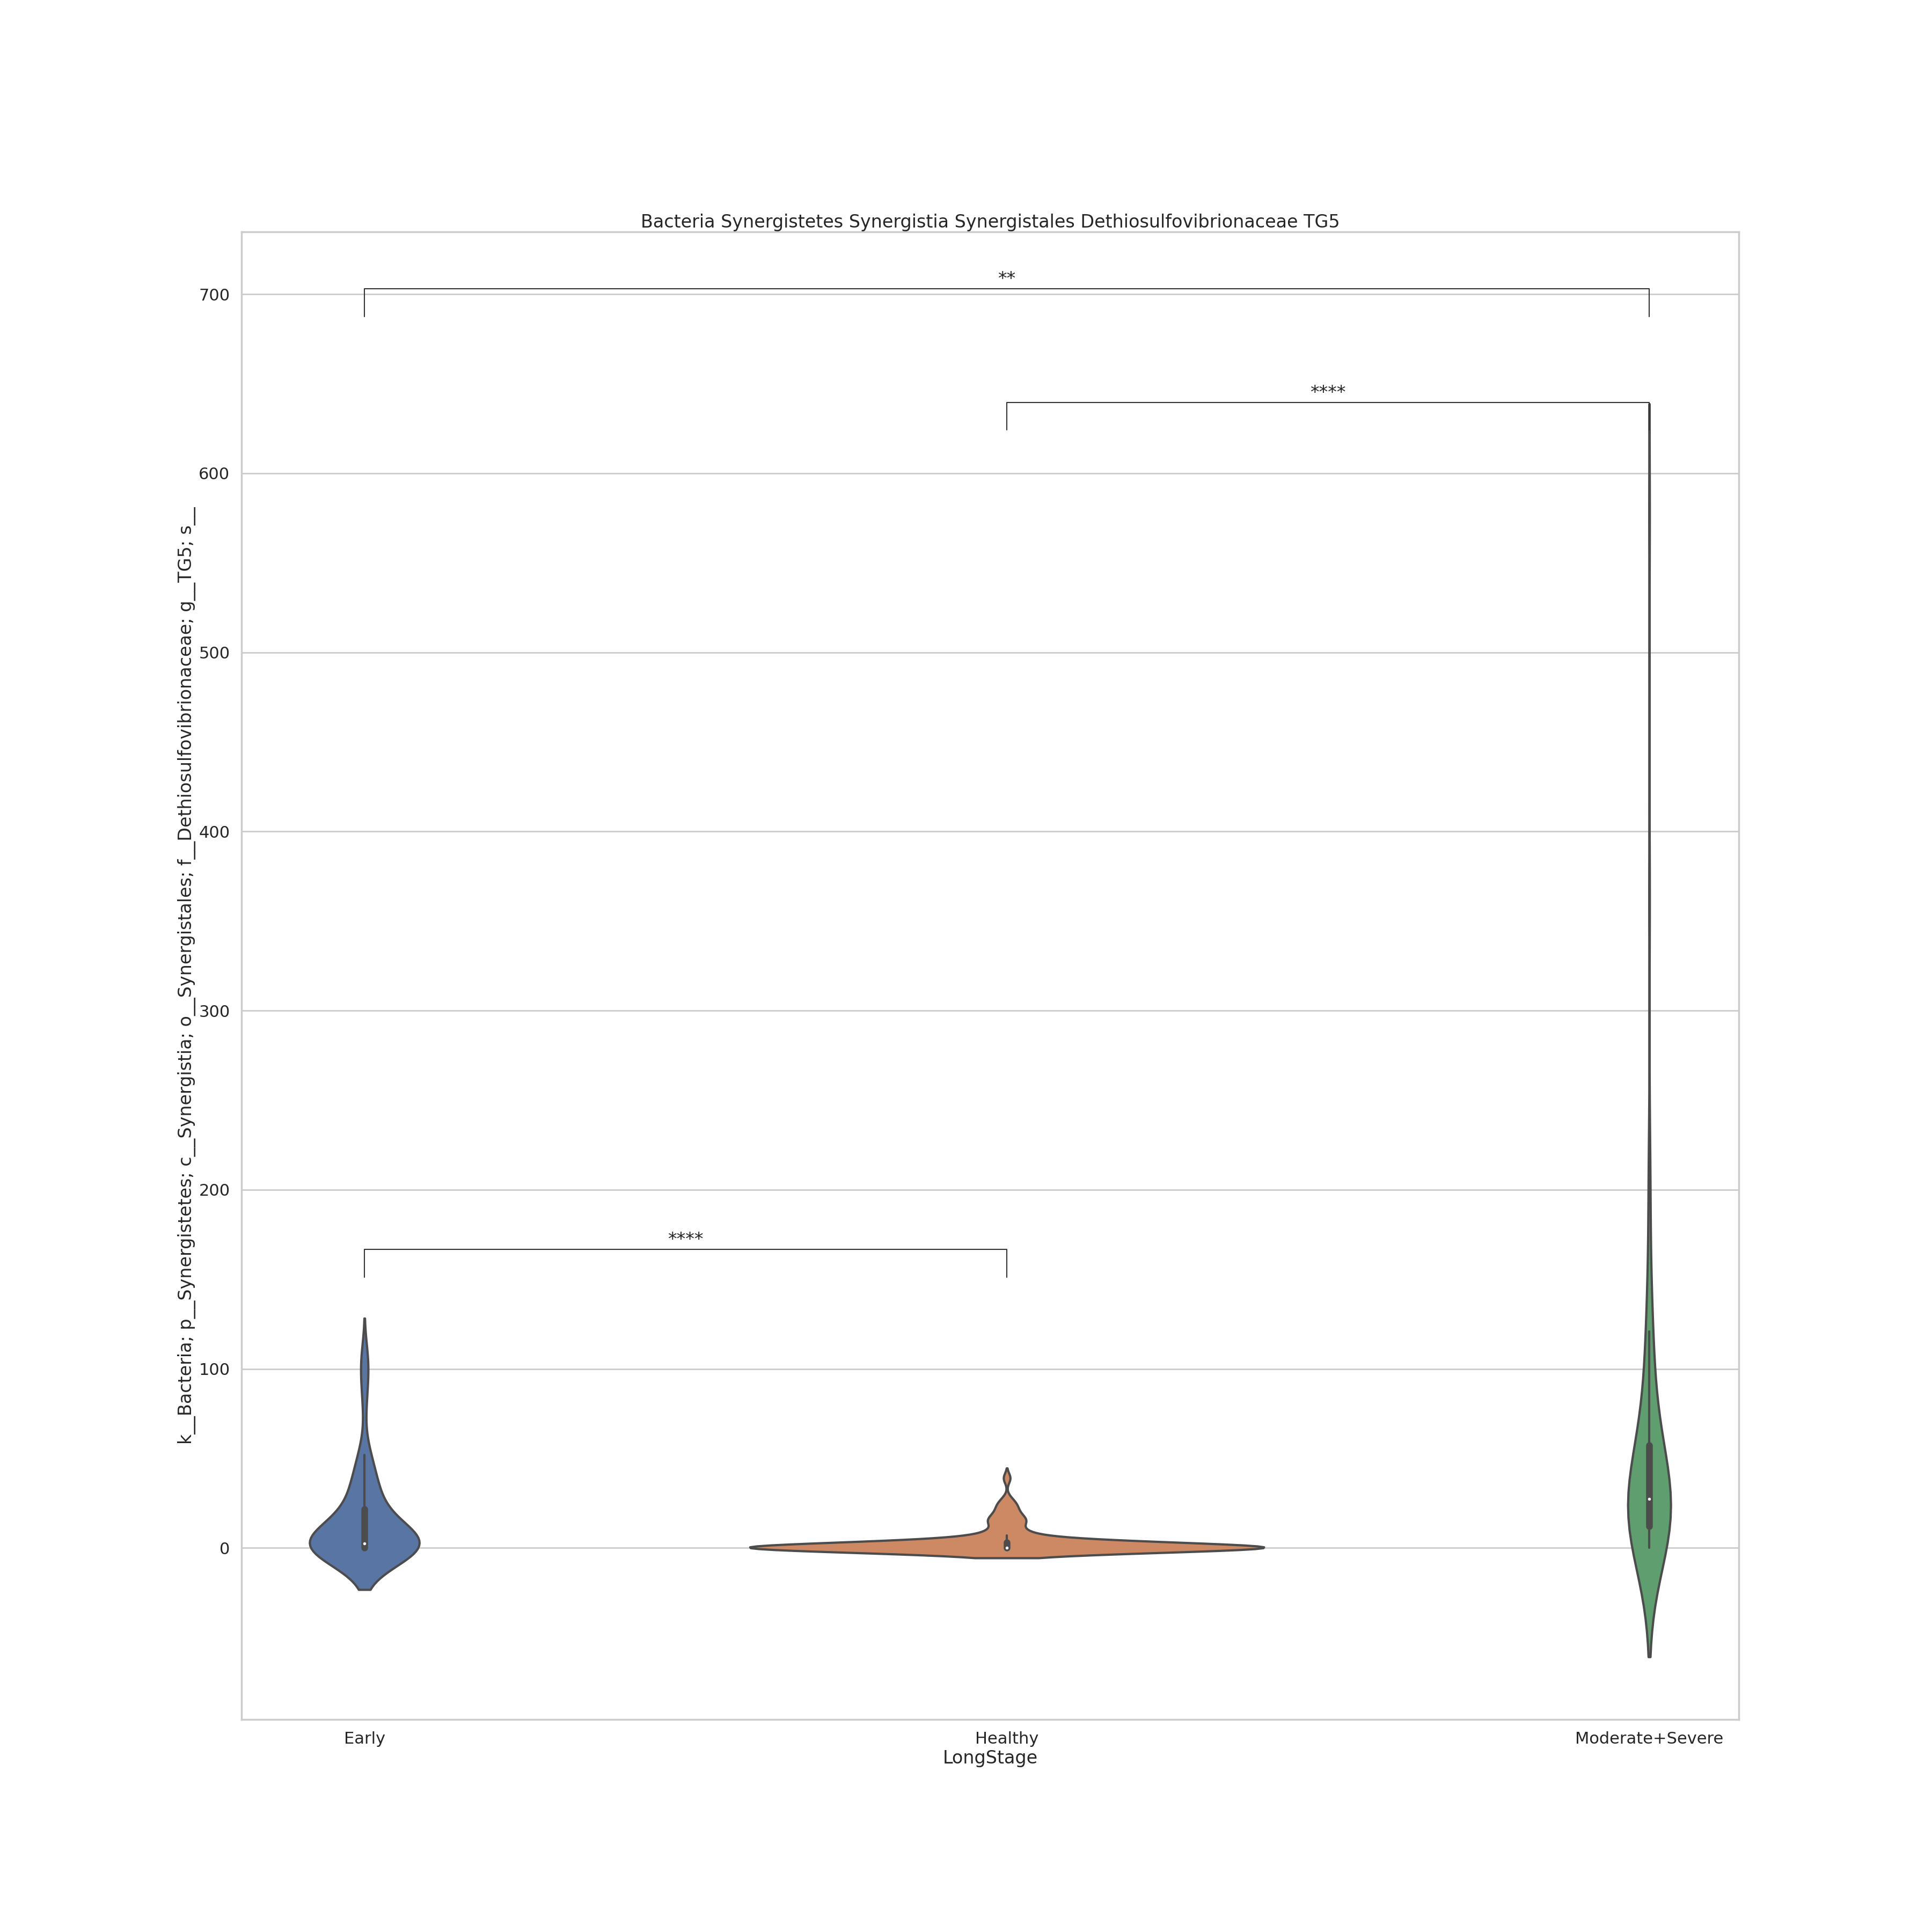 Bacteria Synergistetes Synergistia Synergistales Dethiosulfovibrionaceae TG5
k__Bacteria; p__Synergistetes; c__Synergistia; o__Synergistales; f__Dethiosulfovibrionaceae; g__TG5; s__
700
600
500
400
300
200
100
0
**
****
****
Early
Healthy
Moderate+Severe
LongStage